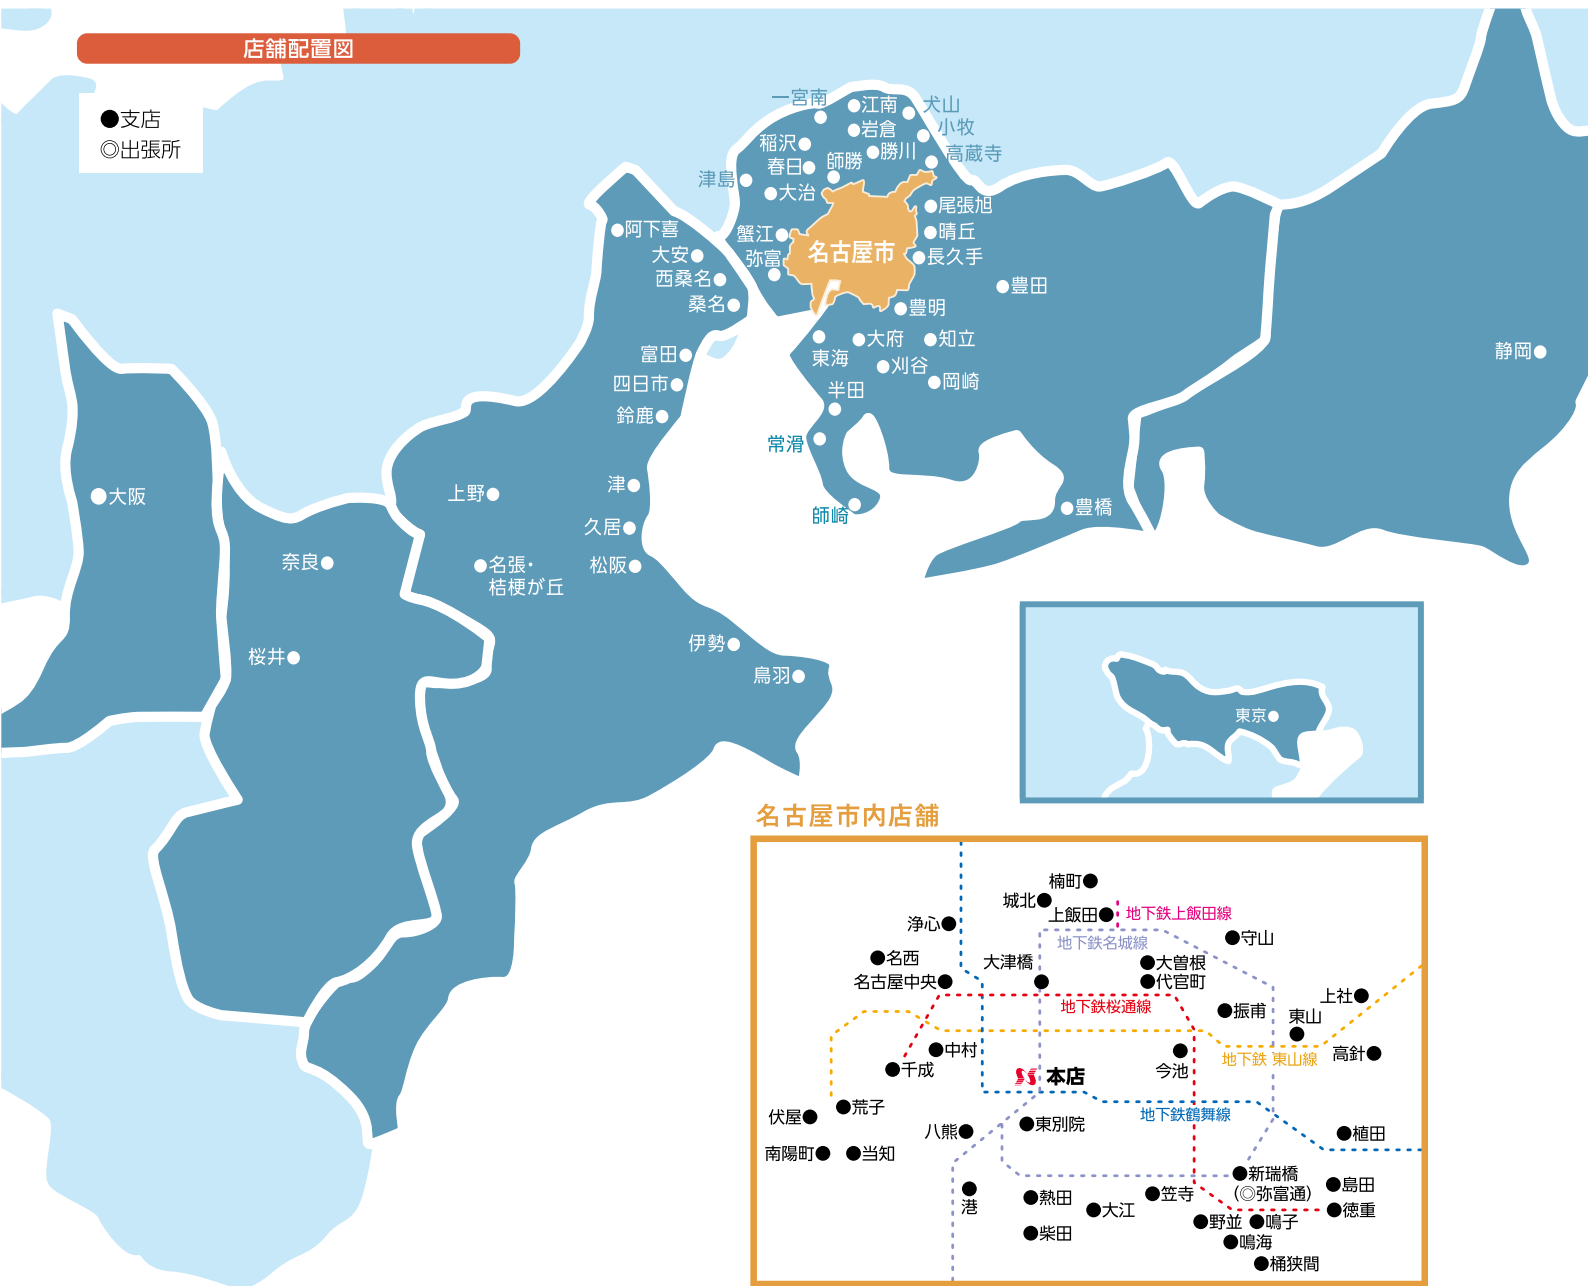 店舗配置図
●支店
◎出張所
一宮南
江南
犬山
小牧
岩倉
稲沢
勝川
高蔵寺
春日
師勝
津島
大治
尾張旭
阿下喜
蟹江
晴丘
名古屋市
大安
弥富
長久手
西桑名
豊田
桑名
豊明
東海
大府
知立
富田
刈谷
静岡
四日市
半田
岡崎
鈴鹿
常滑
津
上野
大阪
師崎
豊橋
久居
奈良
名張・
桔梗が丘
松阪
伊勢
桜井
鳥羽
東京
名古屋市内店舗
楠町
城北
上飯田
地下鉄上飯田線
浄心
守山
地下鉄名城線
名西
大津橋
大曽根
名古屋中央
代官町
上社
地下鉄桜通線
振甫
東山
中村
高針
地下鉄 東山線
千成
今池
本店
荒子
伏屋
地下鉄鶴舞線
八熊
東別院
植田
南陽町
当知
新瑞橋
(◎弥富通)
島田
港
熱田
笠寺
大江
徳重
野並
鳴子
柴田
鳴海
桶狭間